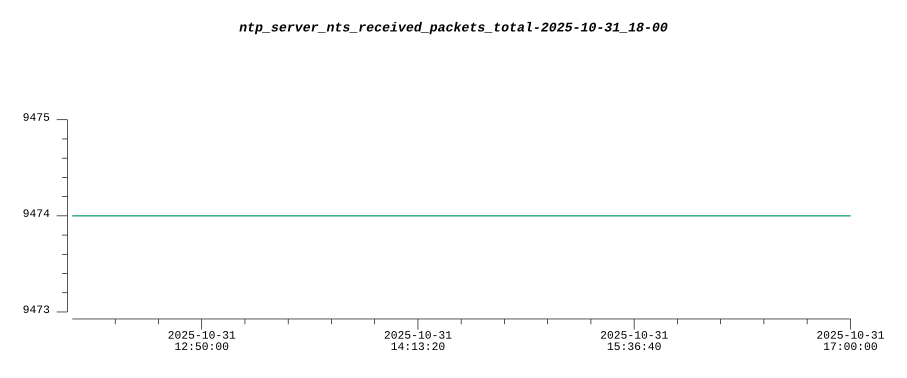 ntp_server_nts_received_packets_total-2025-10-31_18-00
9475
9474
9473
2025-10-31 2025-10-31 2025-10-31 2025-10-31
12:50:00 14:13:20 15:36:40 17:00:00